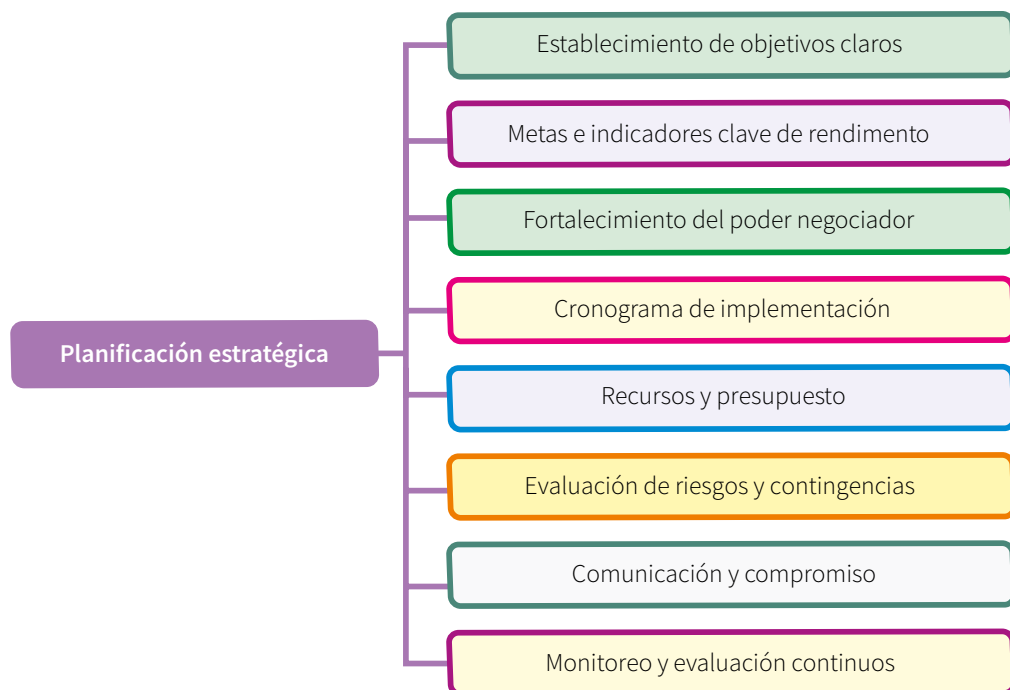 Establecimiento de objetivos claros
Metas e indicadores clave de rendimento
Fortalecimiento del poder negociador
Cronograma de implementación
Planificación estratégica
Recursos y presupuesto
Evaluación de riesgos y contingencias
Comunicación y compromiso
Monitoreo y evaluación continuos